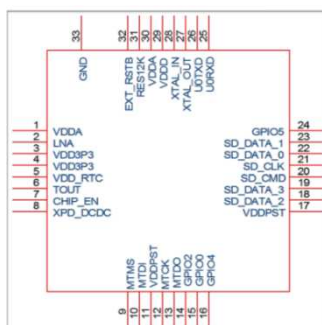 33
32
31
30
29
28
27
26
25
GND
EXT_RSTB
RES12K
VDDA
VDDD
XTAL_IN
XTAL_OUT
U0TXD
U0RXD
1 VDDA
2 LNA
3 VDD3P3
4 VDD3P3
5 VDD_RTC
6 TOUT
7 CHIP_EN
8 XPD_DCDC
GPIO5 24
SD_DATA_1 23
SD_DATA_0 22
SD_CLK 21
SD_CMD 20
SD_DATA_3 19
SD_DATA_2 18
VDDPST 17
MTMS
MTDI
VDDPST
MTCK
MTDO
GPIO2
GPIO0
GPIO4
9
10
11
12
13
14
15
16